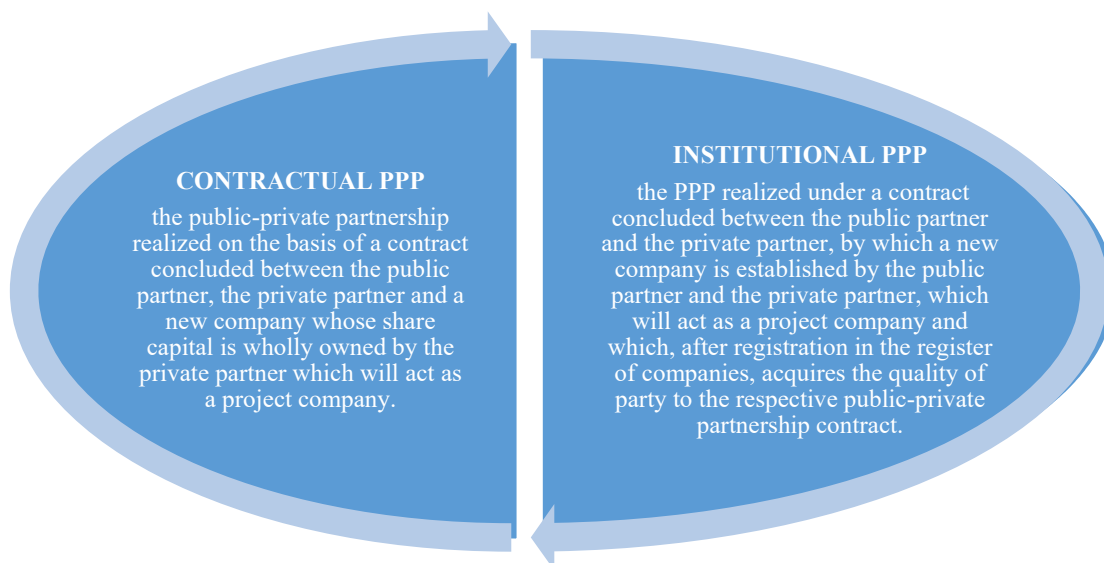 CONTRACTUAL PPP
the public-private partnership
realized on the basis of a contract
concluded between the public
partner, the private partner and a
new company whose share
capital is wholly owned by the
private partner which will act as
a project company.
INSTITUTIONAL PPP
the PPP realized under a contract
concluded between the public partner
and the private partner, by which a new
company is established by the public
partner and the private partner, which
will act as a project company and
which, after registration in the register
of companies, acquires the quality of
party to the respective public-private
partnership contract.